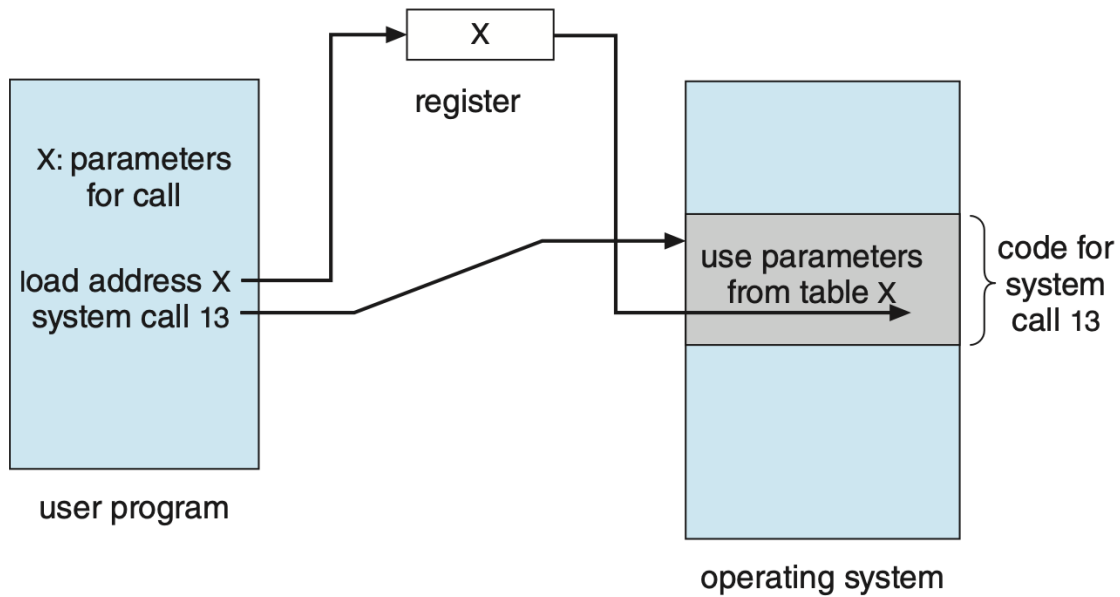 X
register
X: parameters
for call
load address X
system call 13
user program
use parameters
from table X
code for
system
call 13
operating system